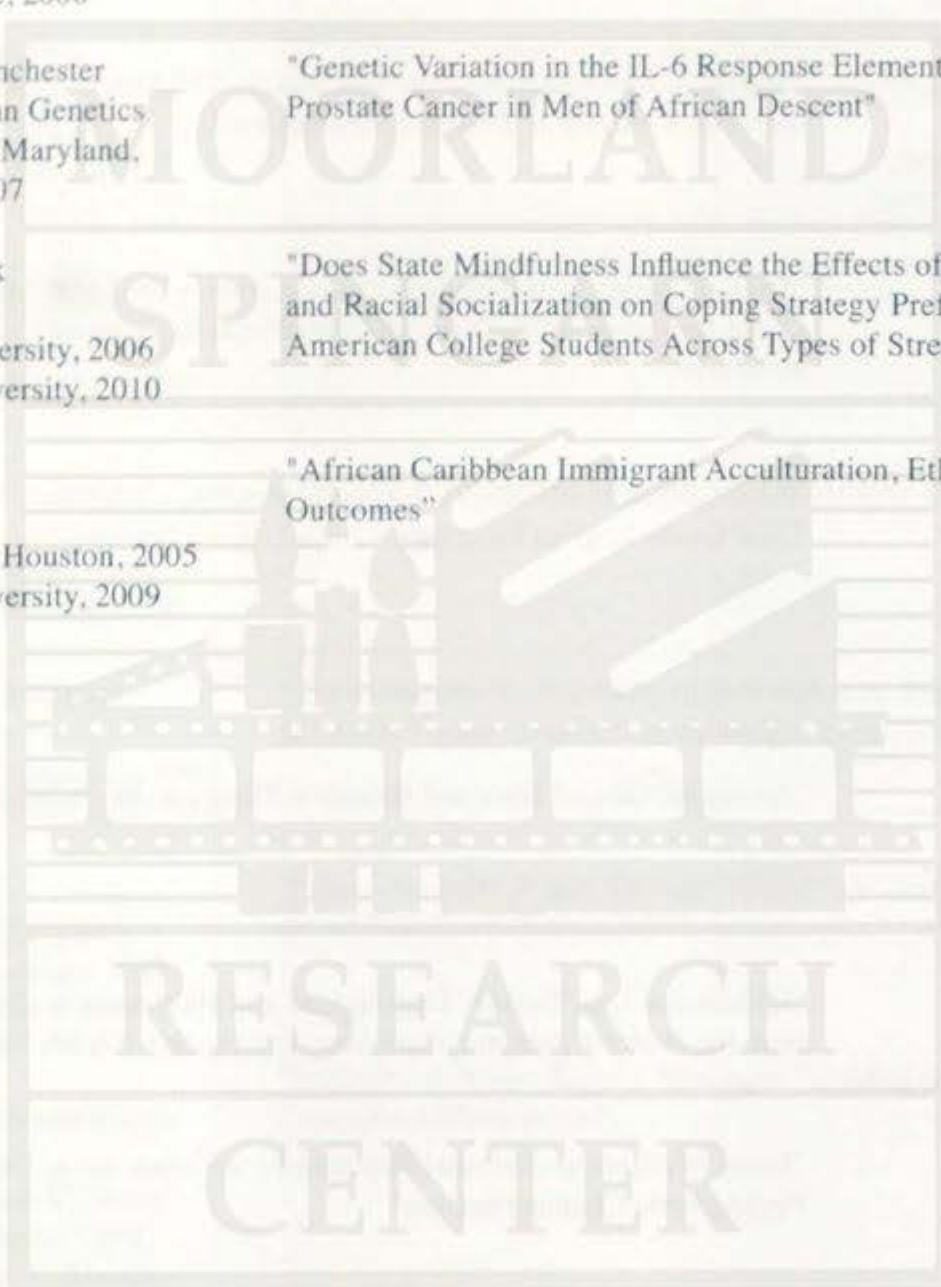 , 2006
nchester
n Genetics
Maryland,
07
"Genetic Variation in the IL-6 Response Element
Prostate Cancer in Men of African Descent"
ersity, 2006
ersity, 2010
"Does State Mindfulness Influence the Effects of
and Racial Socialization on Coping Strategy Pref
American College Students Across Types of Stre
Houston, 2005
ersity, 2009
"African Caribbean Immigrant Acculturation, Eth
Outcomes"
MOORLAND
SPINGARN
RESEARCH
CENTER